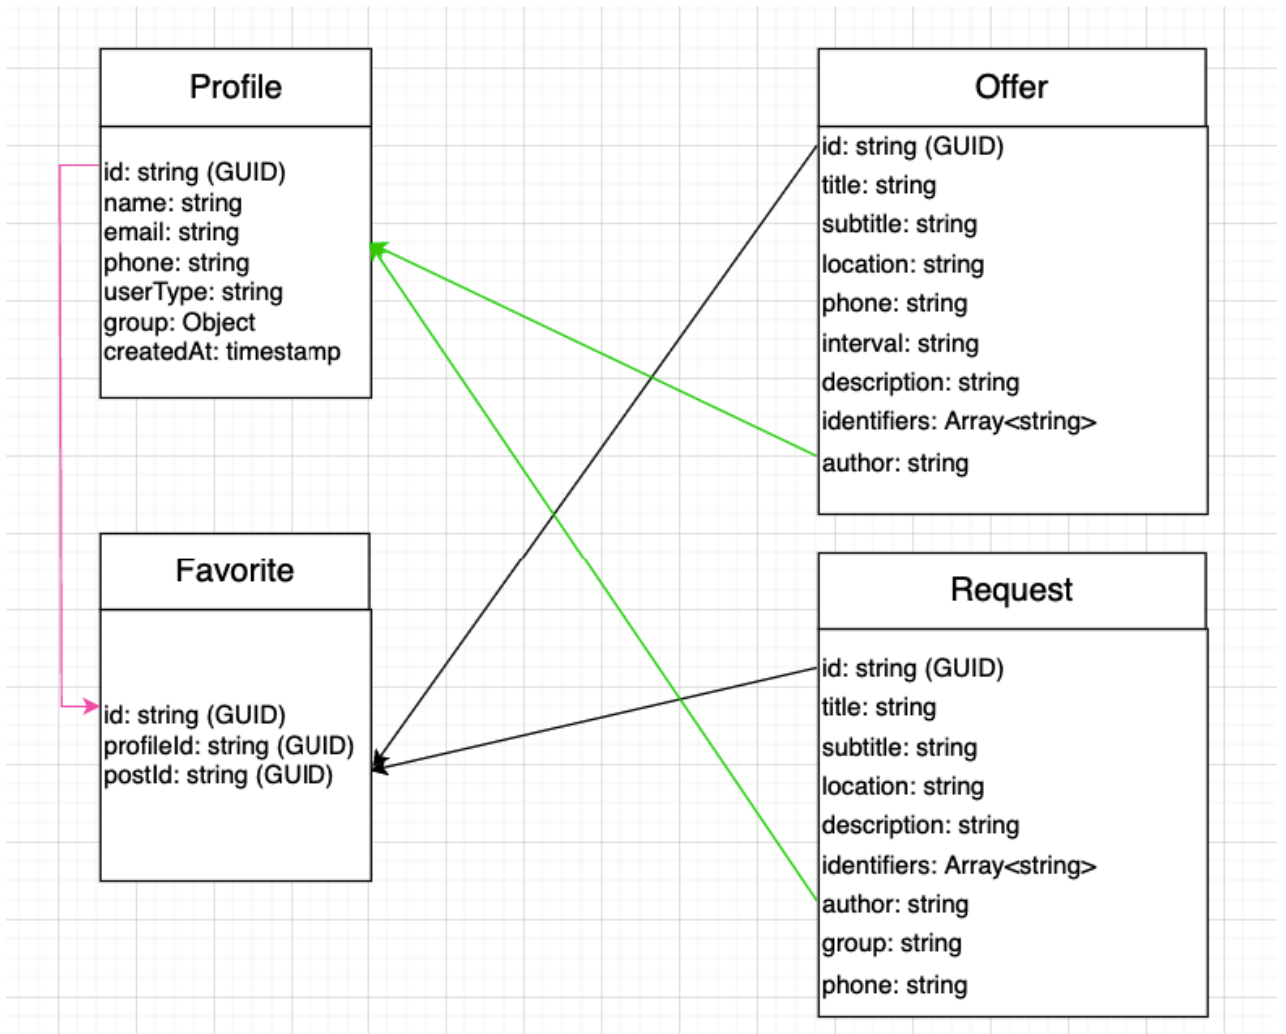 Profile
id: string (GUID)
name: string
email: string
phone: string
userType: string
group: Object
createdAt: timestamp
Offer
id: string (GUID)
title: string
subtitle: string
location: string
phone: string
interval: string
description: string
identifiers: Array<string>
author: string
Favorite
id: string (GUID)
profileId: string (GUID)
postId: string (GUID)
Request
id: string (GUID)
title: string
subtitle: string
location: string
description: string
identifiers: Array<string>
author: string
group: string
phone: string